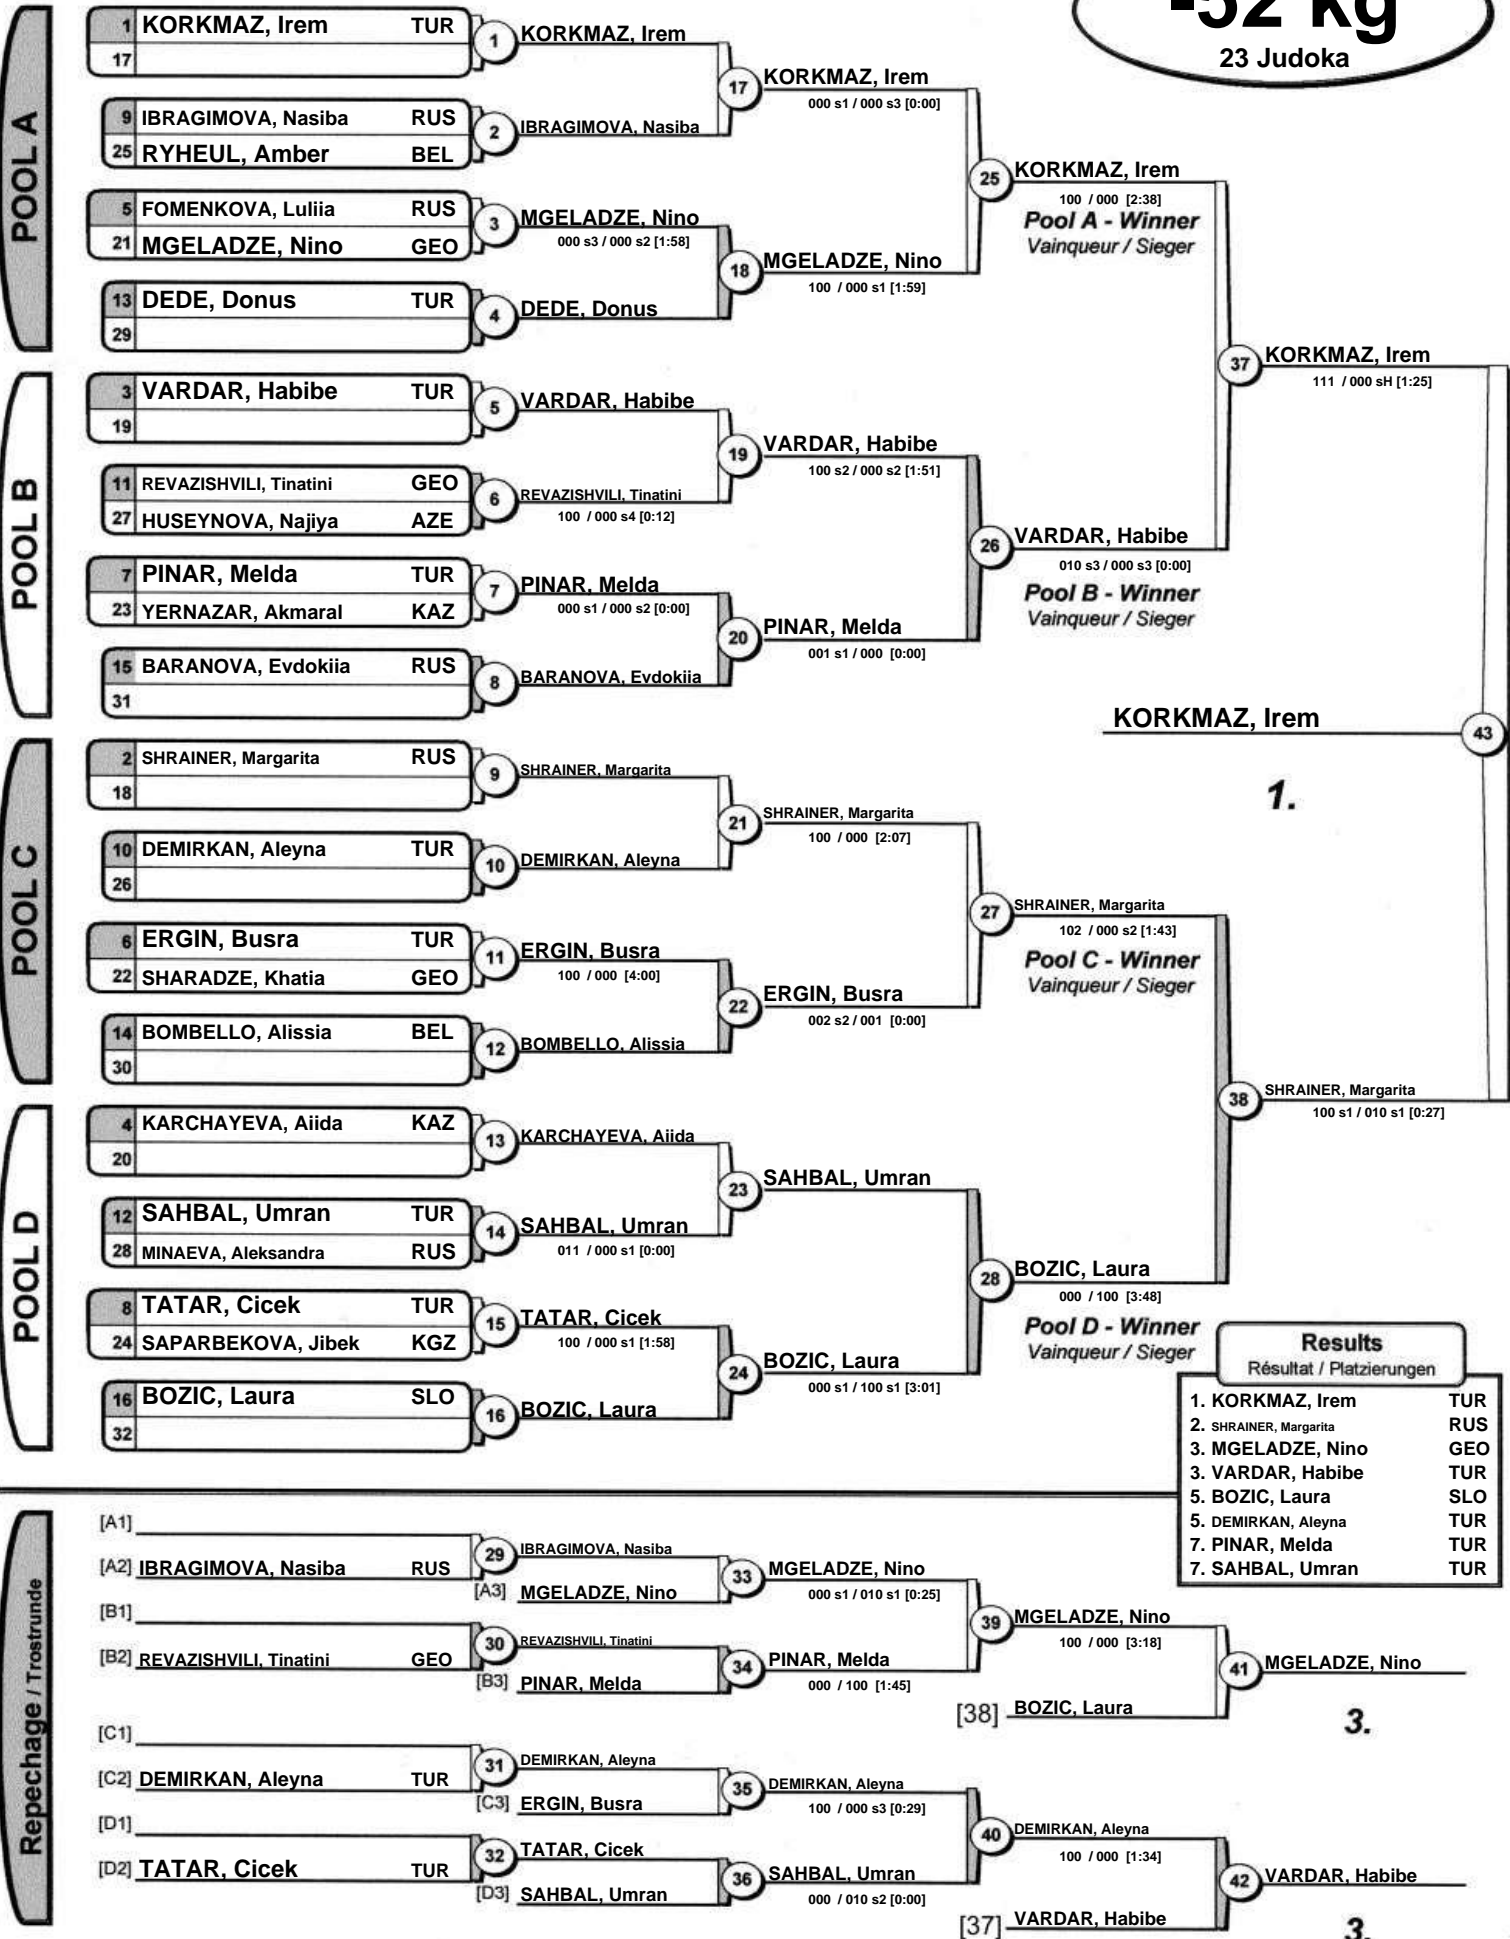 -52 kg
23 Judoka
POOL A
1 KORKMAZ, Irem TUR
17
1 KORKMAZ, Irem
9 IBRAGIMOVA, Nasiba RUS
25 RYHEUL, Amber BEL
2 IBRAGIMOVA, Nasiba
17 KORKMAZ, Irem
000 s1 / 000 s3 [0:00]
5 FOMENKOVA, Luliia RUS
21 MGELADZE, Nino GEO
3 MGELADZE, Nino
000 s3 / 000 s2 [1:58]
13 DEDE, Donus TUR
29
4 DEDE, Donus
18 MGELADZE, Nino
100 / 000 s1 [1:59]
25 KORKMAZ, Irem
100 / 000 [2:38]
Pool A - Winner
Vainqueur / Sieger
POOL B
3 VARDAR, Habibe TUR
19
5 VARDAR, Habibe
11 REVAZISHVILI, Tinatini GEO
27 HUSEYNOVA, Najiya AZE
6 REVAZISHVILI, Tinatini
100 / 000 s4 [0:12]
19 VARDAR, Habibe
100 s2 / 000 s2 [1:51]
7 PINAR, Melda TUR
23 YERNAZAR, Akmaral KAZ
7 PINAR, Melda
000 s1 / 000 s2 [0:00]
15 BARANOVA, Evdokiia RUS
31
8 BARANOVA, Evdokiia
20 PINAR, Melda
001 s1 / 000 [0:00]
26 VARDAR, Habibe
010 s3 / 000 s3 [0:00]
Pool B - Winner
Vainqueur / Sieger
37 KORKMAZ, Irem
111 / 000 sH [1:25]
KORKMAZ, Irem 43
1.
POOL C
2 SHRAINER, Margarita RUS
18
9 SHRAINER, Margarita
10 DEMIRKAN, Aleyna TUR
26
10 DEMIRKAN, Aleyna
21 SHRAINER, Margarita
100 / 000 [2:07]
6 ERGIN, Busra TUR
22 SHARADZE, Khatia GEO
11 ERGIN, Busra
100 / 000 [4:00]
14 BOMBELLO, Alissia BEL
30
12 BOMBELLO, Alissia
22 ERGIN, Busra
002 s2 / 001 [0:00]
27 SHRAINER, Margarita
102 / 000 s2 [1:43]
Pool C - Winner
Vainqueur / Sieger
POOL D
4 KARCHAYEVA, Aiida KAZ
20
13 KARCHAYEVA, Aiida
12 SAHBAL, Umran TUR
28 MINAEVA, Aleksandra RUS
14 SAHBAL, Umran
011 / 000 s1 [0:00]
23 SAHBAL, Umran
8 TATAR, Cicek TUR
24 SAPARBEKOVA, Jibek KGZ
15 TATAR, Cicek
100 / 000 s1 [1:58]
16 BOZIC, Laura SLO
32
16 BOZIC, Laura
24 BOZIC, Laura
000 s1 / 100 s1 [3:01]
28 BOZIC, Laura
000 / 100 [3:48]
Pool D - Winner
Vainqueur / Sieger
38 SHRAINER, Margarita
100 s1 / 010 s1 [0:27]
Results
Résultat / Platzierungen
1. KORKMAZ, Irem TUR
2. SHRAINER, Margarita RUS
3. MGELADZE, Nino GEO
3. VARDAR, Habibe TUR
5. BOZIC, Laura SLO
5. DEMIRKAN, Aleyna TUR
7. PINAR, Melda TUR
7. SAHBAL, Umran TUR
Repechage / Trostrunde
[A1]
[A2] IBRAGIMOVA, Nasiba RUS
29 IBRAGIMOVA, Nasiba
[A3] MGELADZE, Nino
33 MGELADZE, Nino
000 s1 / 010 s1 [0:25]
[B1]
[B2] REVAZISHVILI, Tinatini GEO
30 REVAZISHVILI, Tinatini
[B3] PINAR, Melda
34 PINAR, Melda
000 / 100 [1:45]
39 MGELADZE, Nino
100 / 000 [3:18]
[38] BOZIC, Laura
41 MGELADZE, Nino
3.
[C1]
[C2] DEMIRKAN, Aleyna TUR
31 DEMIRKAN, Aleyna
[C3] ERGIN, Busra
35 DEMIRKAN, Aleyna
100 / 000 s3 [0:29]
[D1]
[D2] TATAR, Cicek TUR
32 TATAR, Cicek
[D3] SAHBAL, Umran
36 SAHBAL, Umran
000 / 010 s2 [0:00]
40 DEMIRKAN, Aleyna
100 / 000 [1:34]
[37] VARDAR, Habibe
42 VARDAR, Habibe
3.